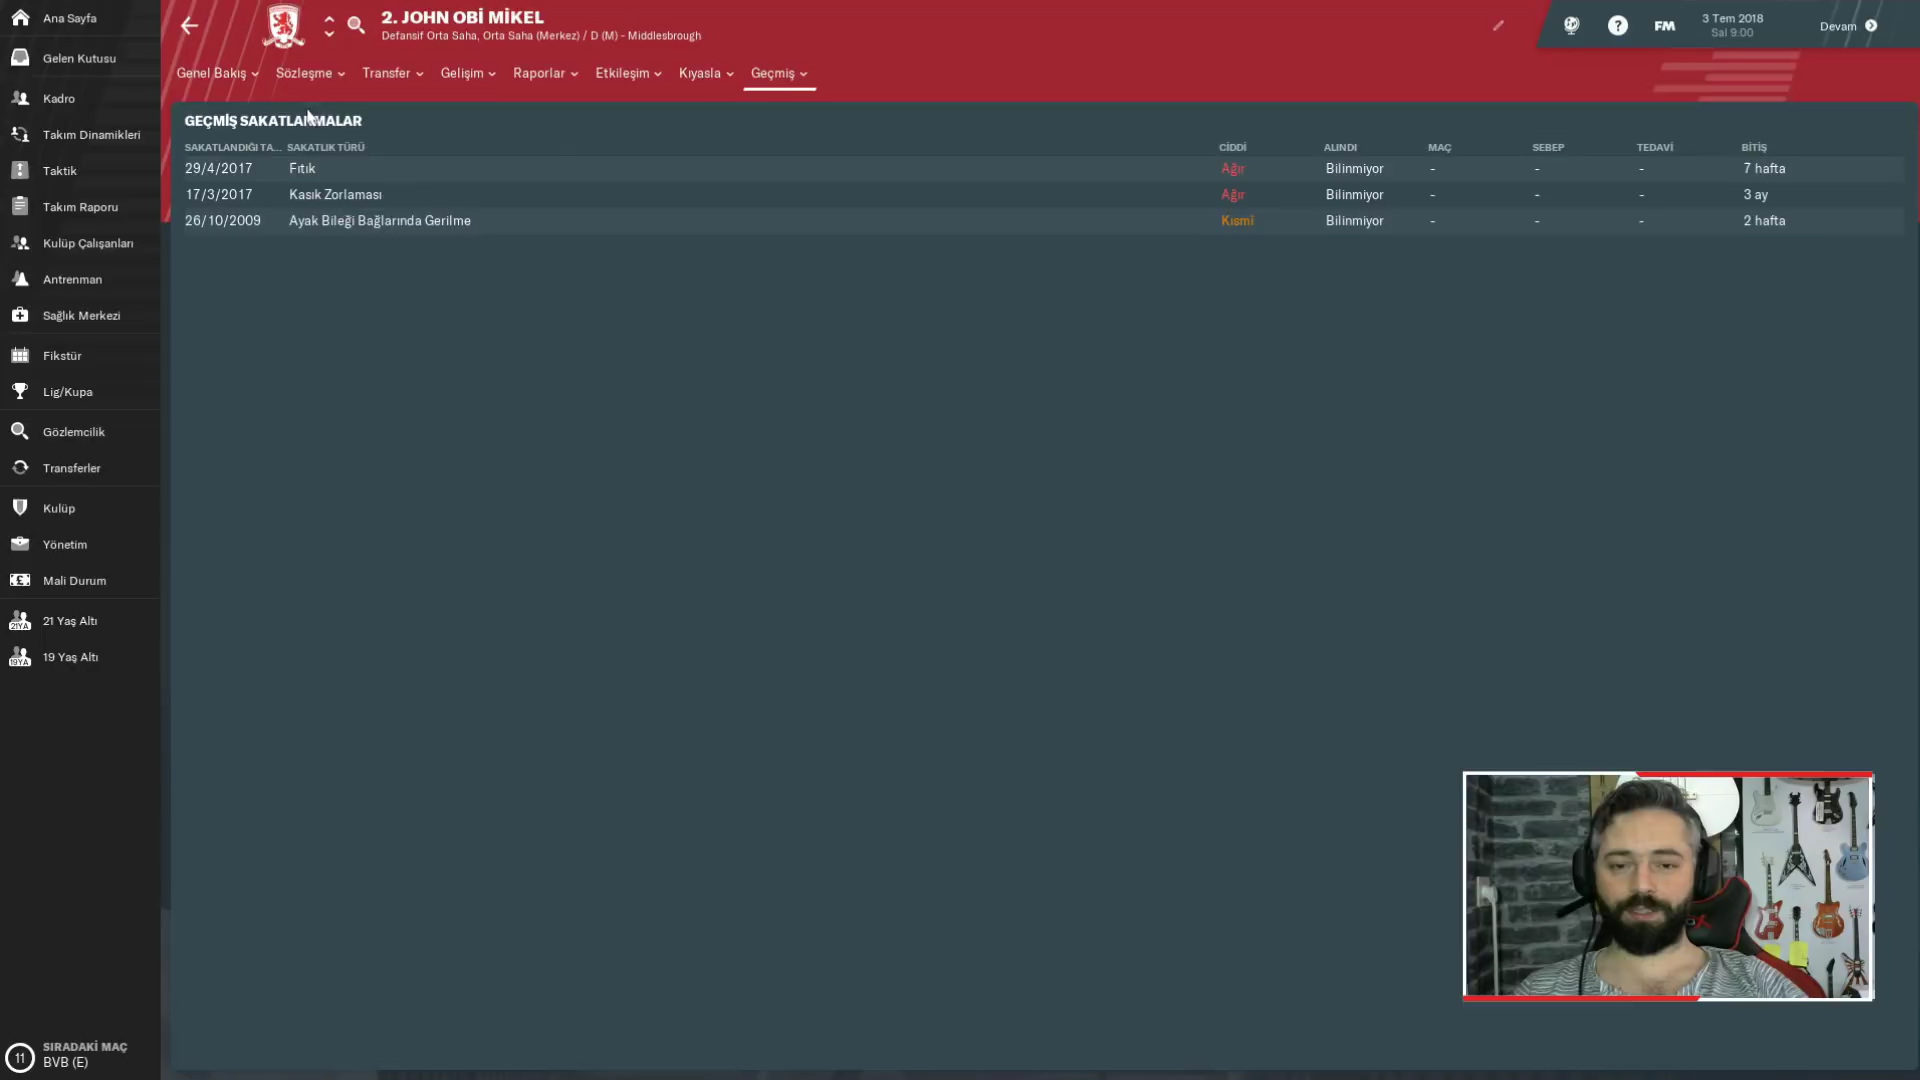 Ana Sayfa
Gelen Kutusu
Kadro
Takım Dinamikleri
Taktik
Takım Raporu
Kulüp Çalışanları
Antrenman
Sağlık Merkezi
Fikstür
Lig/Kupa
Gözlemcilik
Transferler
Kulüp
Yönetim
Mali Durum
21YA 21 Yaş Altı
19YA 19 Yaş Altı
11 SIRADAKİ MAÇ
BVB (E)
2. JOHN OBİ MİKEL
Defansif Orta Saha, Orta Saha (Merkez) / D (M) - Middlesbrough
? FM 3 Tem 2018 Devam
Sal 9:00
Genel Bakış Sözleşme Transfer Gelişim Raporlar Etkileşim Kıyasla Geçmiş
GEÇMİŞ SAKATLANMALAR
SAKATLANDIĞI TA... SAKATLIK TÜRÜ CİDDİ ALINDI MAÇ SEBEP TEDAVİ BİTİŞ
29/4/2017 Fıtık Ağır Bilinmiyor - - - 7 hafta
17/3/2017 Kasık Zorlaması Ağır Bilinmiyor - - - 3 ay
26/10/2009 Ayak Bileği Bağlarında Gerilme Kısmi Bilinmiyor - - - 2 hafta